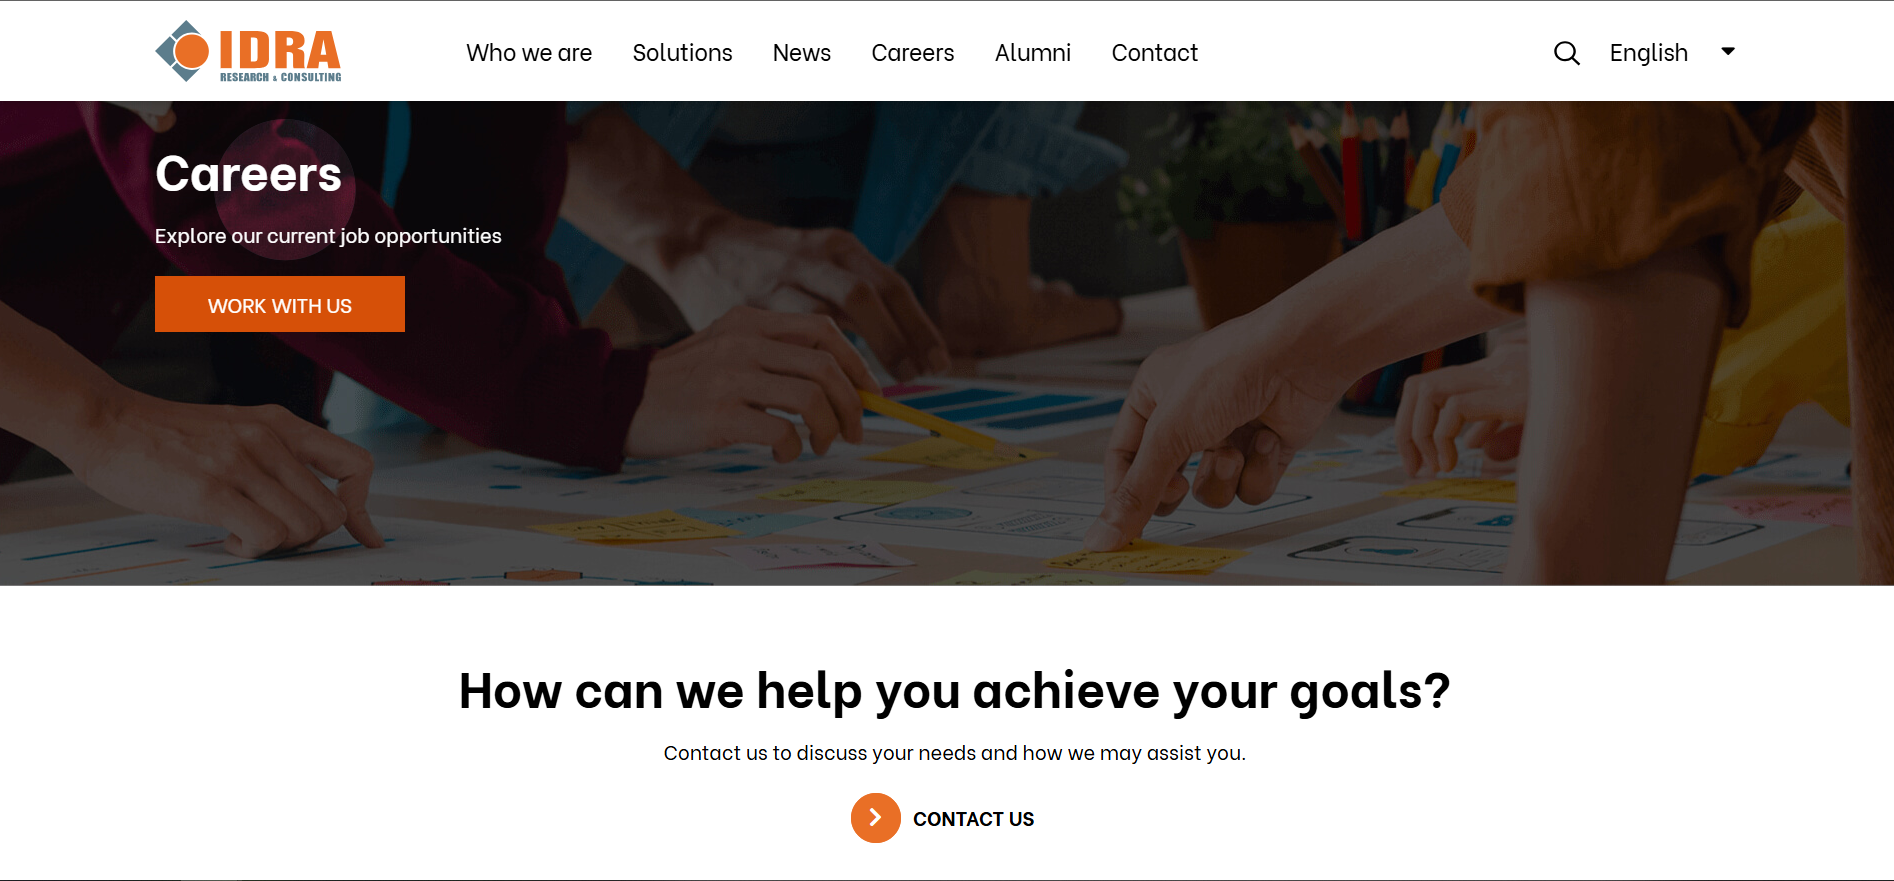 IDRA
RESEARCH & CONSULTING
Who we are
Solutions
News
Careers
Alumni
Contact
English
Careers
Explore our current job opportunities
WORK WITH US
How can we help you achieve your goals?
Contact us to discuss your needs and how we may assist you.
CONTACT US